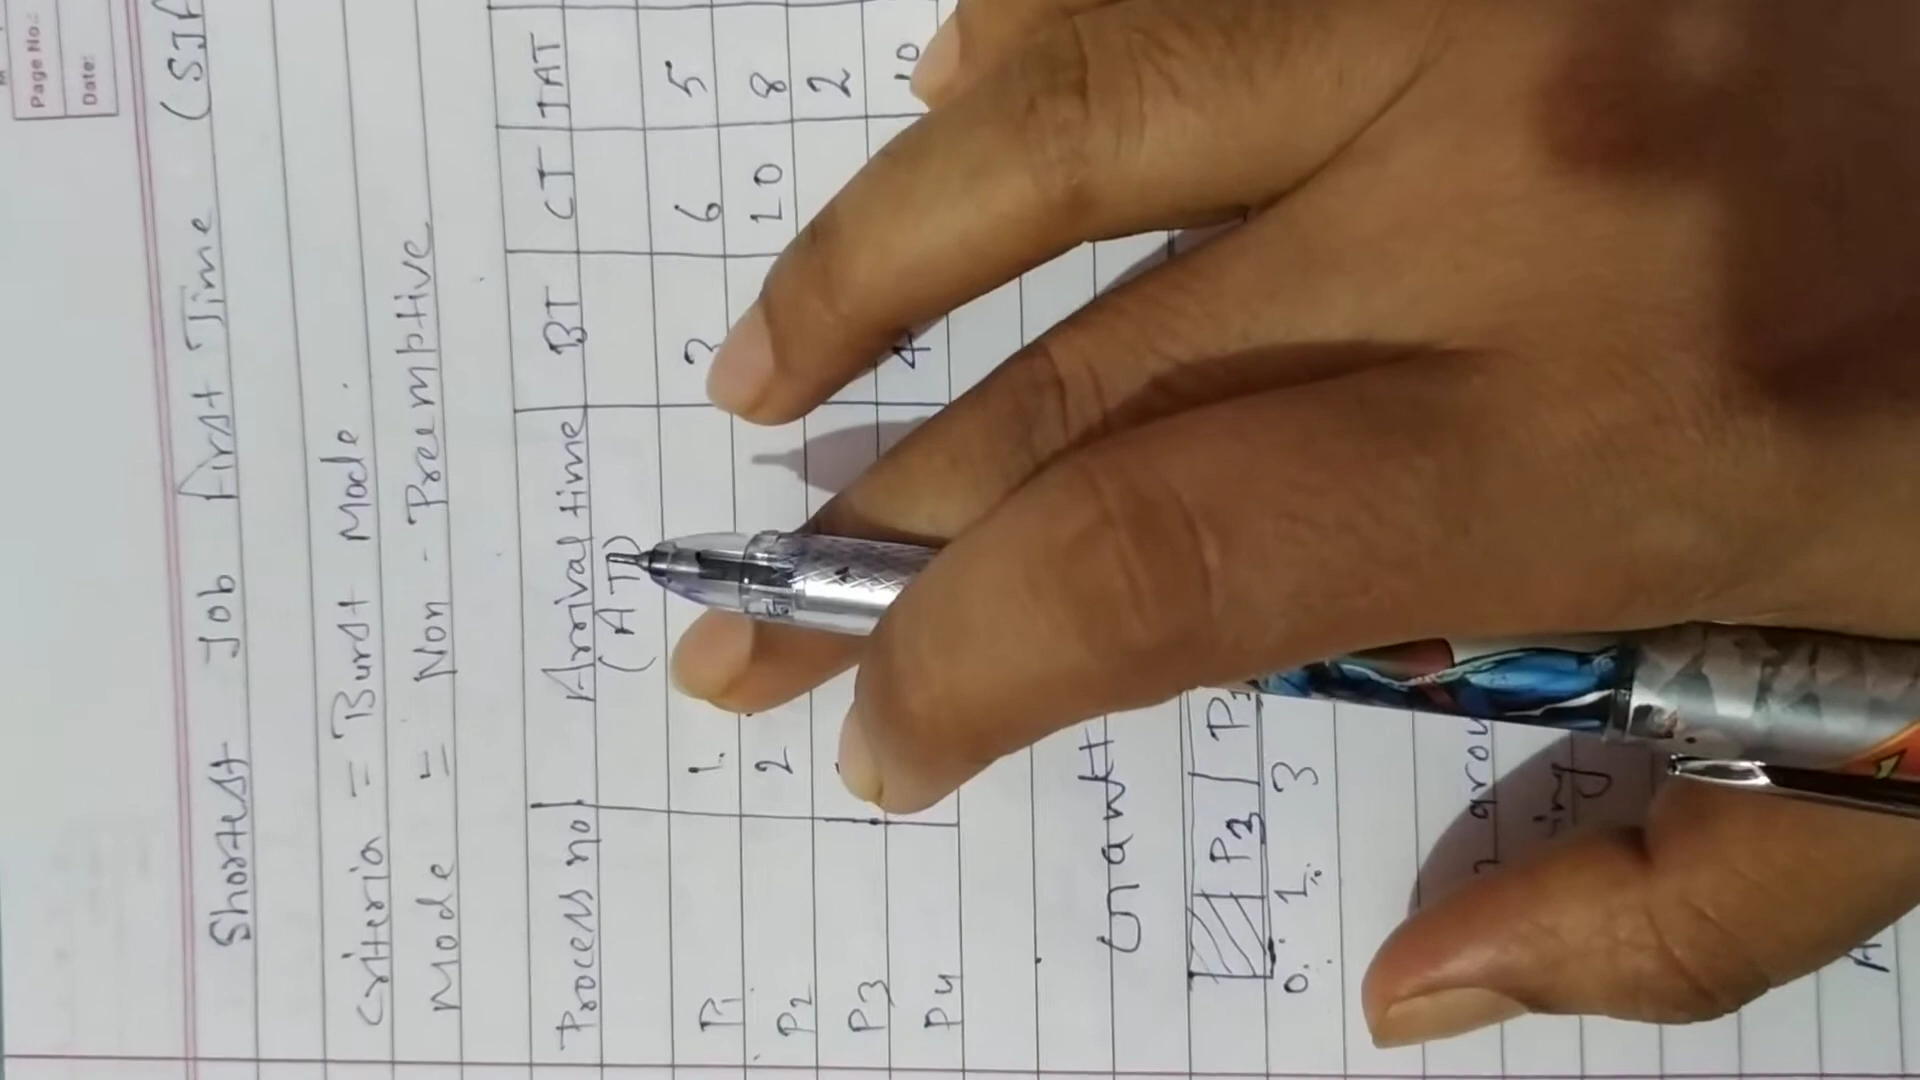 Page No.:
Date:
Shortest Job First Time (SJF
Criteria = Burst Mode.
Mode = Non-Preemptive
Process no Arrival time BT CT TAT
(AT)
P1 1. 3 6 5
P2 2 10 8
P3 2
P4 4 10
Grantt
P3 P1
0. 1 3